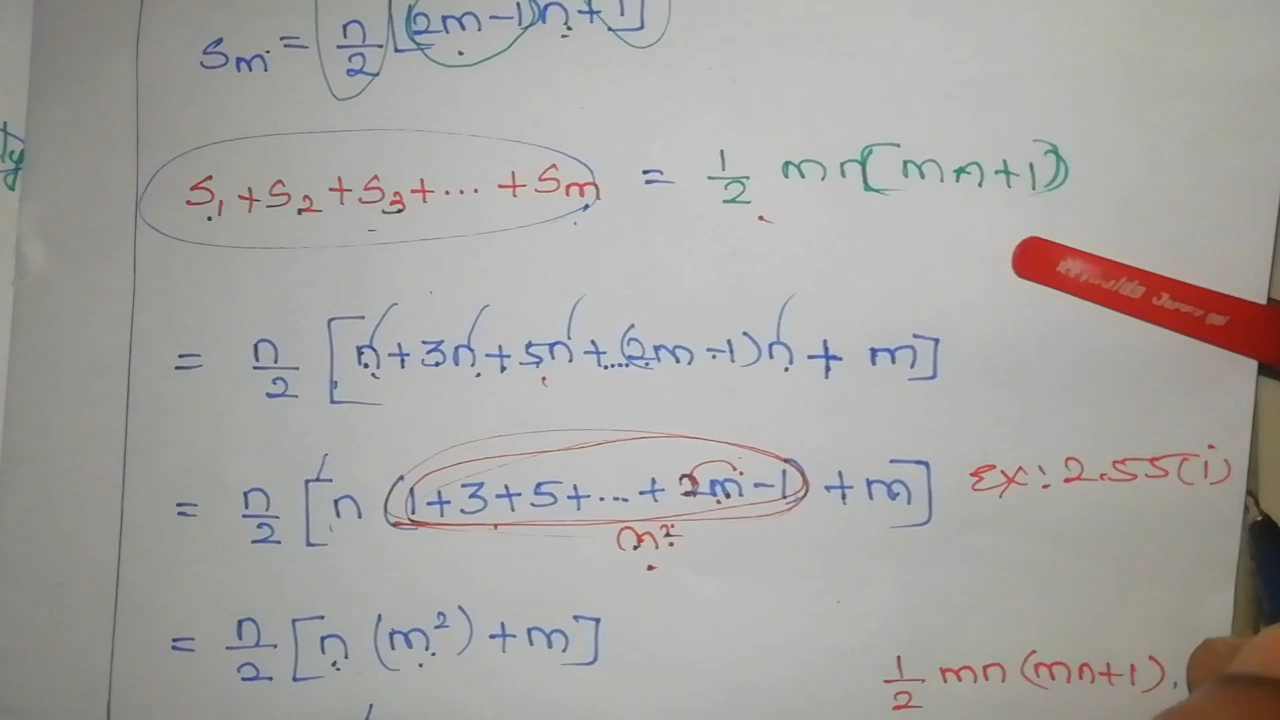 Sm = n/2 [(2m-1)n+1]
ty
S₁+S₂+S₃+...+Sm = 1/2 mn[mn+1)
= n/2 [n+3n+5n+...(2m-1)n + m]
= n/2 [n (1+3+5+...+2m-1) +m] Ex: 2.55(i)
m²
= n/2 [n (m²) +m]
1/2 mn(mn+1).